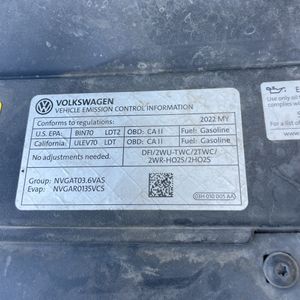 VOLKSWAGEN
VEHICLE EMISSION CONTROL INFORMATION
Conforms to regulations: 2022 MY
U.S. EPA: BIN70 LDT2 OBD: CA II Fuel: Gasoline
California: ULEV70 LDT OBD: CA II Fuel: Gasoline
No adjustments needed. DFI/2WU-TWC/2TWC/
2WR-HO2S/2HO2S
Group: NVGAT03.6VAS
Evap: NVGAR0135VCS
03H 010 005 AA